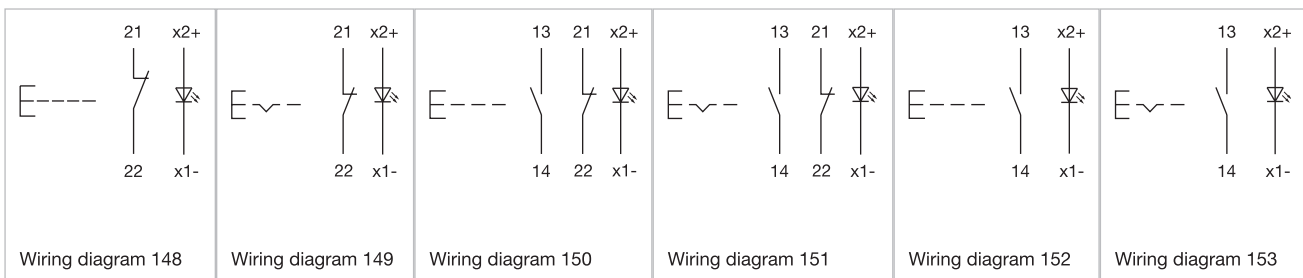 21 x2+ 21 x2+ 13 21 x2+ 13 21 x2+ 13 x2+ 13 x2+
22 x1- 22 x1- 14 22 x1- 14 22 x1- 14 x1- 14 x1-
Wiring diagram 148 Wiring diagram 149 Wiring diagram 150 Wiring diagram 151 Wiring diagram 152 Wiring diagram 153